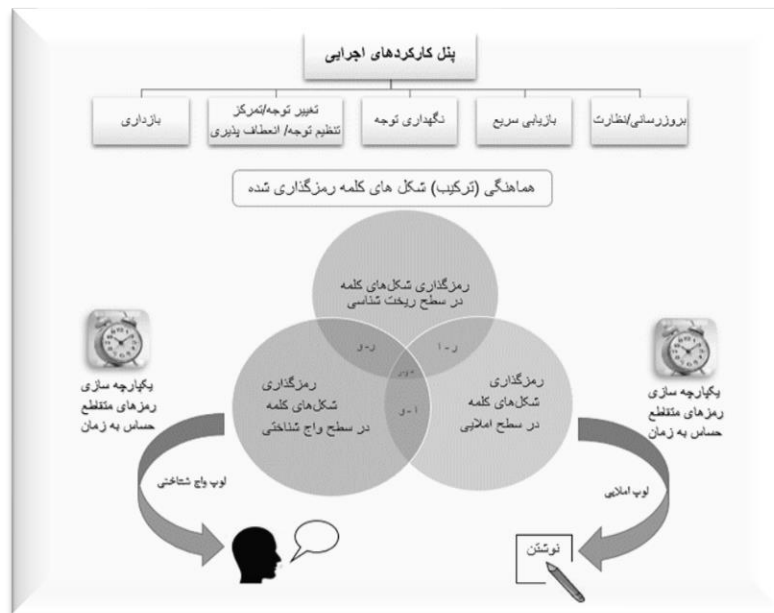 پنل کارکردهای اجرایی
بروزرسانی/نظارت
بازیابی سریع
نگهداری توجه
تغییر توجه/تمرکز
تنظیم توجه/ انعطاف پذیری
بازداری
هماهنگی (ترکیب) شکل های کلمه رمزگذاری شده
رمزگذاری شکل‌های کلمه
در سطح ریخت شناسی
ر - ا
ر - و
ا - و
رمزگذاری
شکل‌های کلمه
در سطح املایی
رمزگذاری
شکل‌های کلمه
در سطح واج شناختی
یکپارچه سازی
رمزهای متقطع
حساس به زمان
یکپارچه سازی
رمزهای متقطع
حساس به زمان
لوپ املایی
لوپ واج شناختی
نوشتن